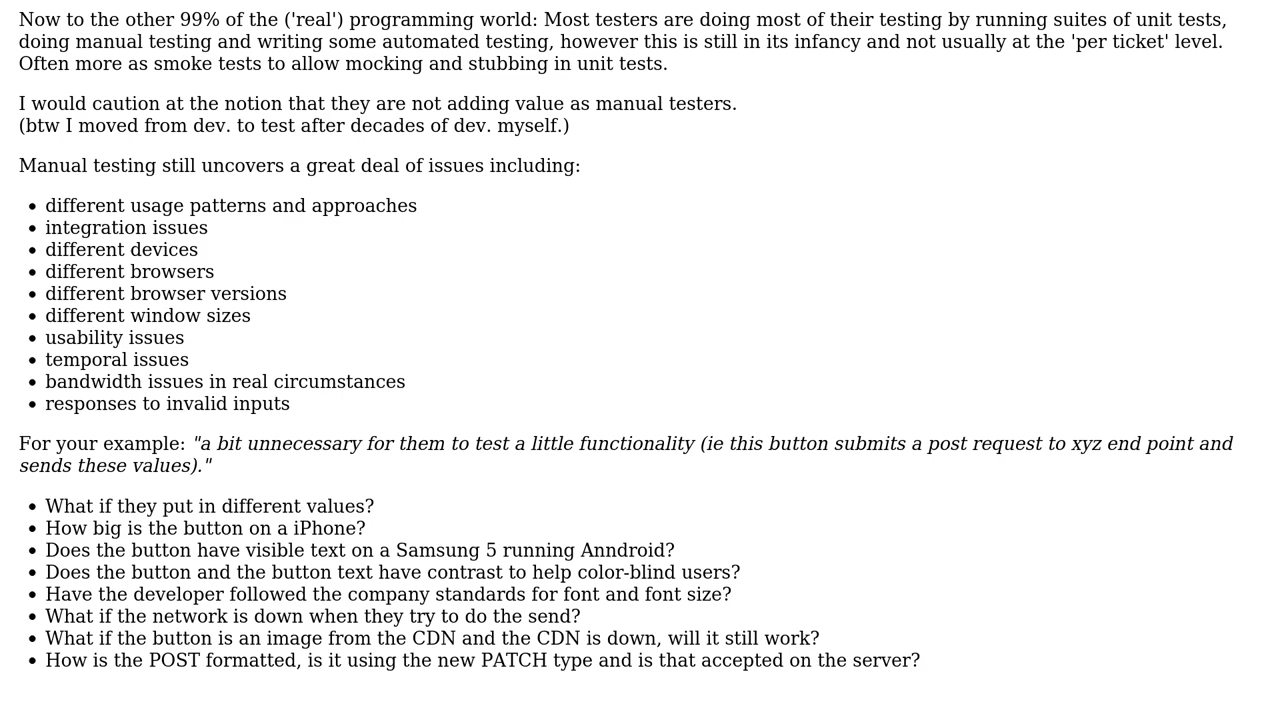 Now to the other 99% of the ('real') programming world: Most testers are doing most of their testing by running suites of unit tests,
doing manual testing and writing some automated testing, however this is still in its infancy and not usually at the 'per ticket' level.
Often more as smoke tests to allow mocking and stubbing in unit tests.
I would caution at the notion that they are not adding value as manual testers.
(btw I moved from dev. to test after decades of dev. myself.)
Manual testing still uncovers a great deal of issues including:
• different usage patterns and approaches
• integration issues
• different devices
• different browsers
• different browser versions
• different window sizes
• usability issues
• temporal issues
• bandwidth issues in real circumstances
• responses to invalid inputs
For your example: "a bit unnecessary for them to test a little functionality (ie this button submits a post request to xyz end point and
sends these values)."
• What if they put in different values?
• How big is the button on a iPhone?
• Does the button have visible text on a Samsung 5 running Anndroid?
• Does the button and the button text have contrast to help color-blind users?
• Have the developer followed the company standards for font and font size?
• What if the network is down when they try to do the send?
• What if the button is an image from the CDN and the CDN is down, will it still work?
• How is the POST formatted, is it using the new PATCH type and is that accepted on the server?